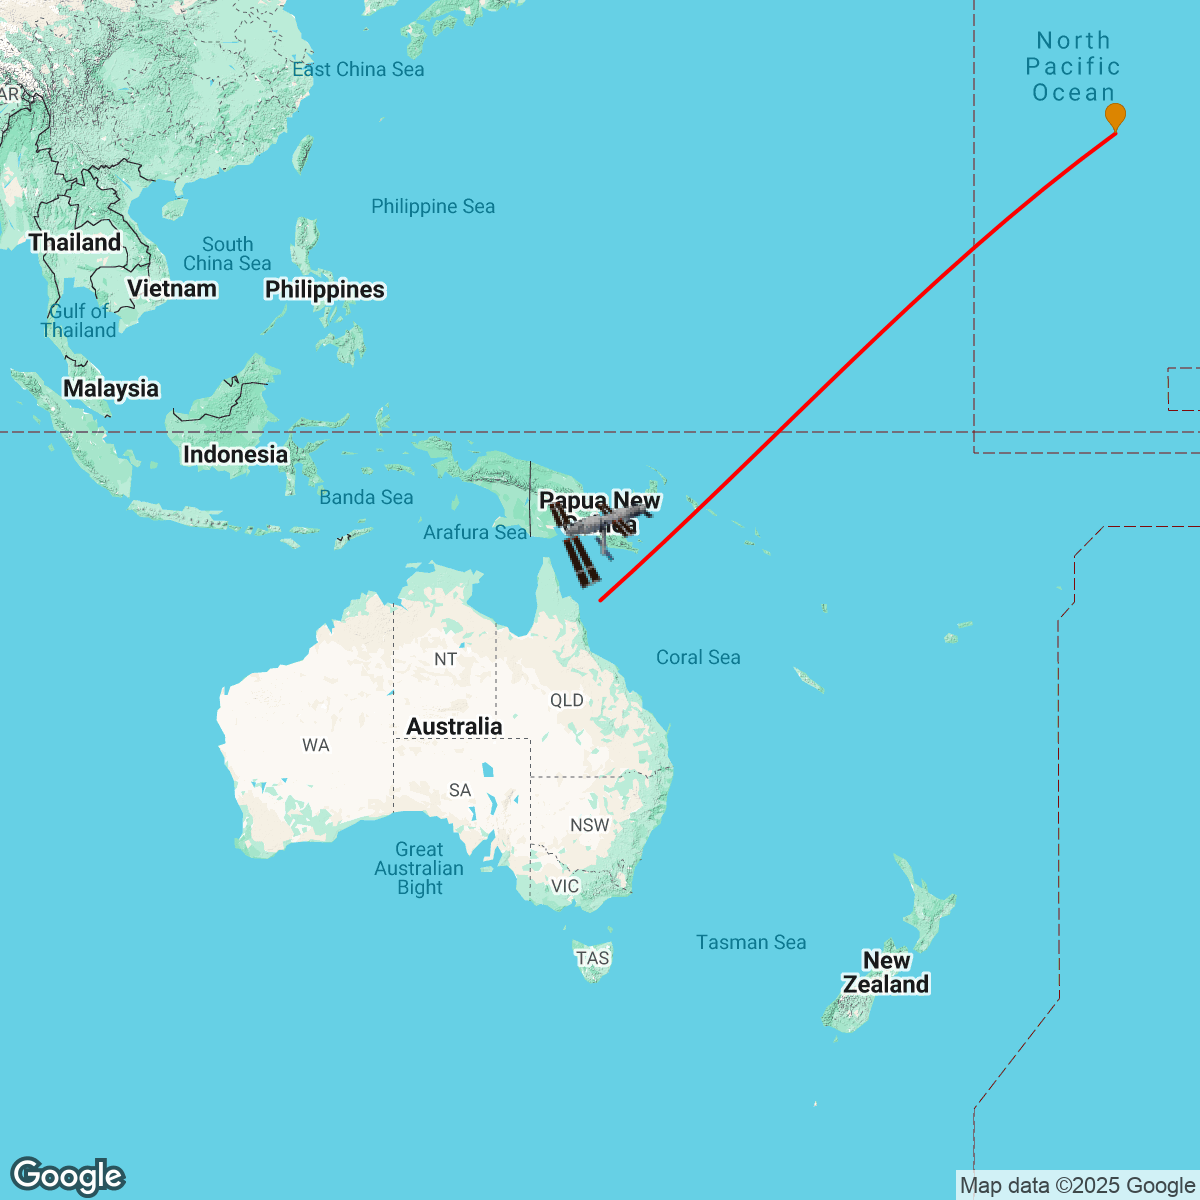 North
Pacific
Ocean
East China Sea
AR
Philippine Sea
Thailand
South
China Sea
Vietnam
Philippines
Gulf of
Thailand
Malaysia
Indonesia
Banda Sea
Papua New
Arafura Sea
Coral Sea
NT
QLD
Australia
WA
SA
NSW
Great
Australian
Bight
VIC
TAS
Tasman Sea
New
Zealand
Google
Map data ©2025 Google